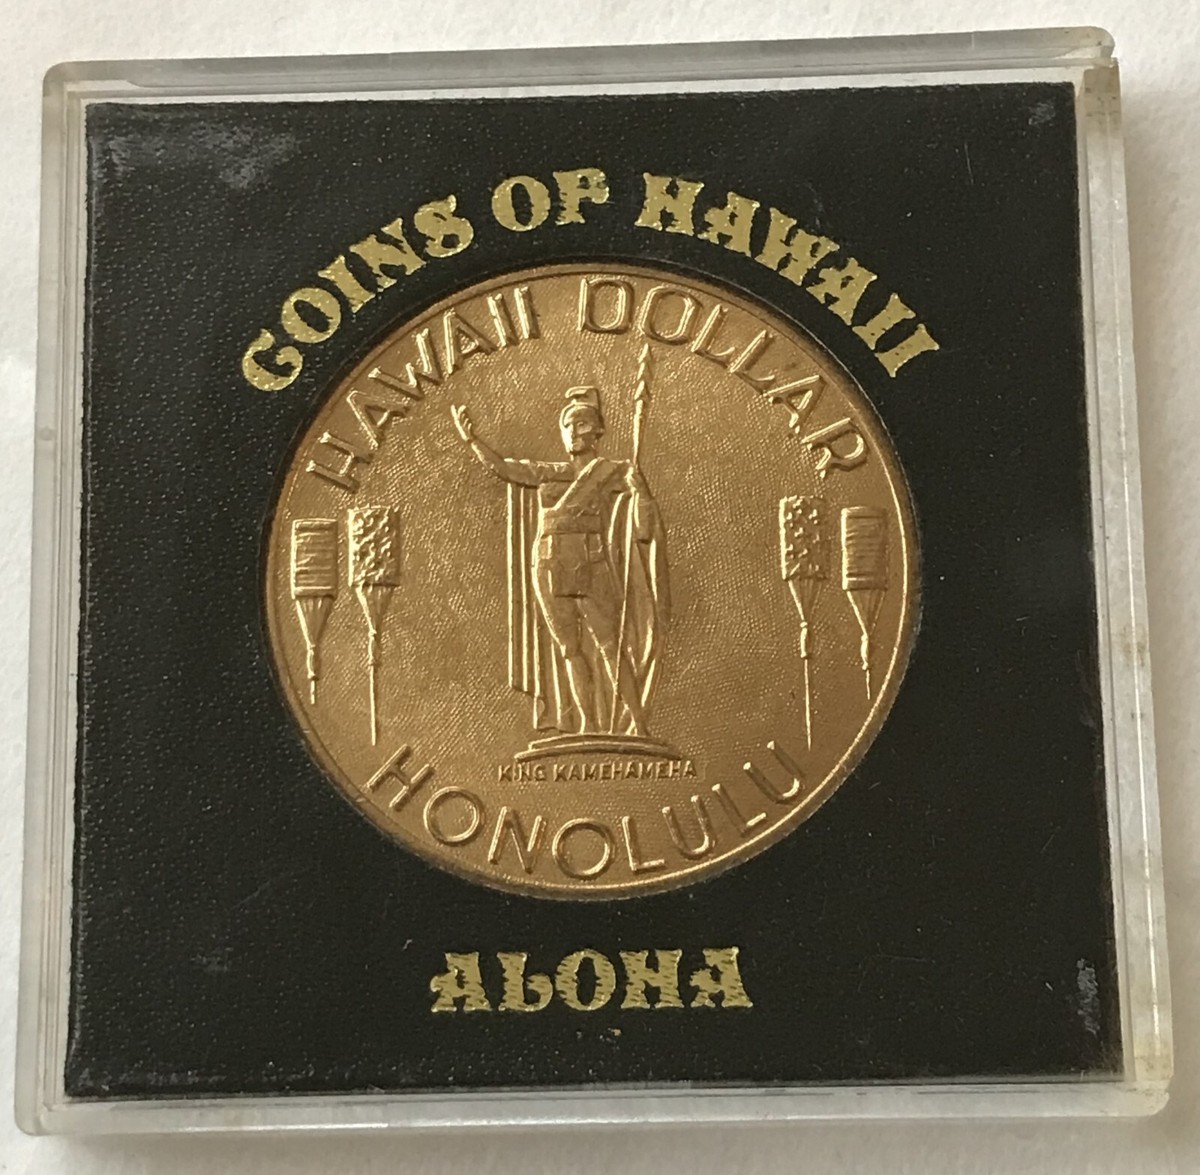 COINS OF HAWAII
HAWAII DOLLAR
KING KAMEHAMEHA
HONOLULU
ALOHA